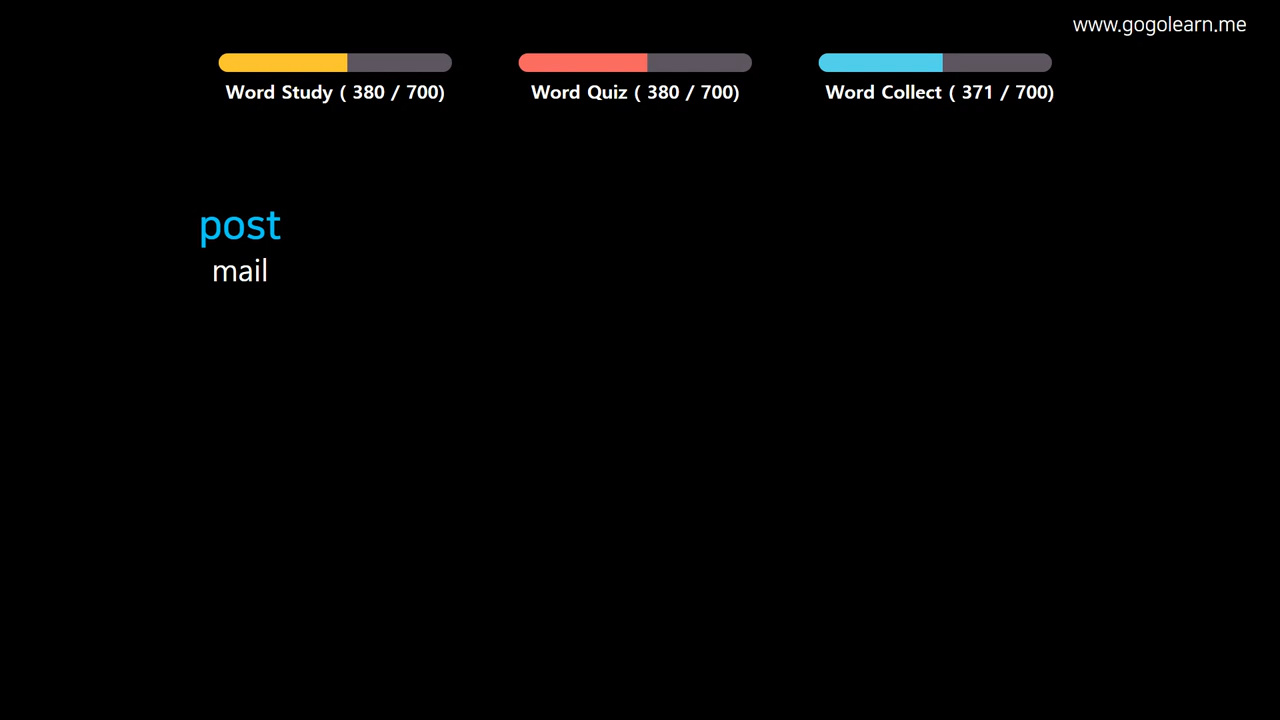 www.gogolearn.me
Word Study ( 380 / 700)
Word Quiz ( 380 / 700)
Word Collect ( 371 / 700)
post
mail